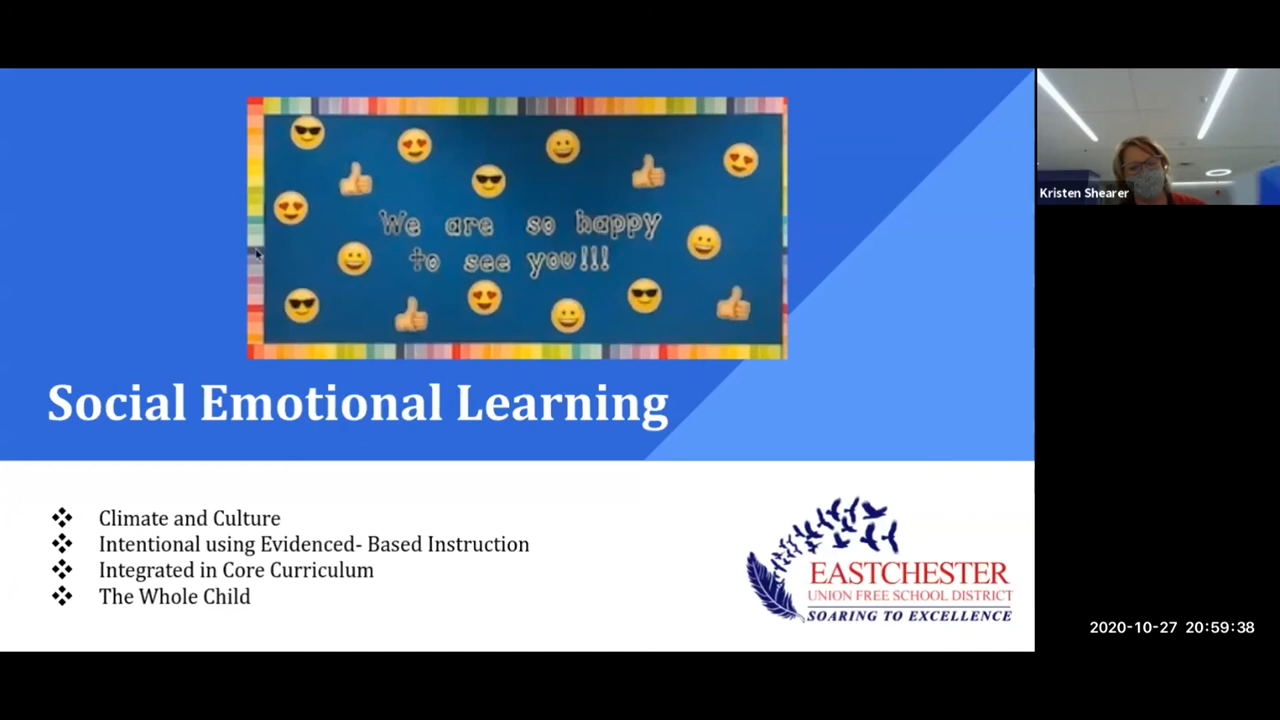 We are so happy
to see you!!!
Kristen Shearer
Social Emotional Learning
Climate and Culture
Intentional using Evidenced- Based Instruction
Integrated in Core Curriculum
The Whole Child
EASTCHESTER
UNION FREE SCHOOL DISTRICT
SOARING TO EXCELLENCE
2020-10-27 20:59:38